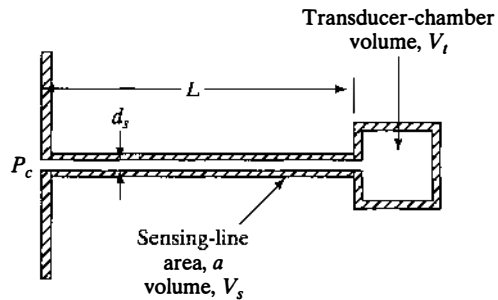 Transducer-chamber
volume, V_t
L
d_s
P_c
Sensing-line
area, a
volume, V_s